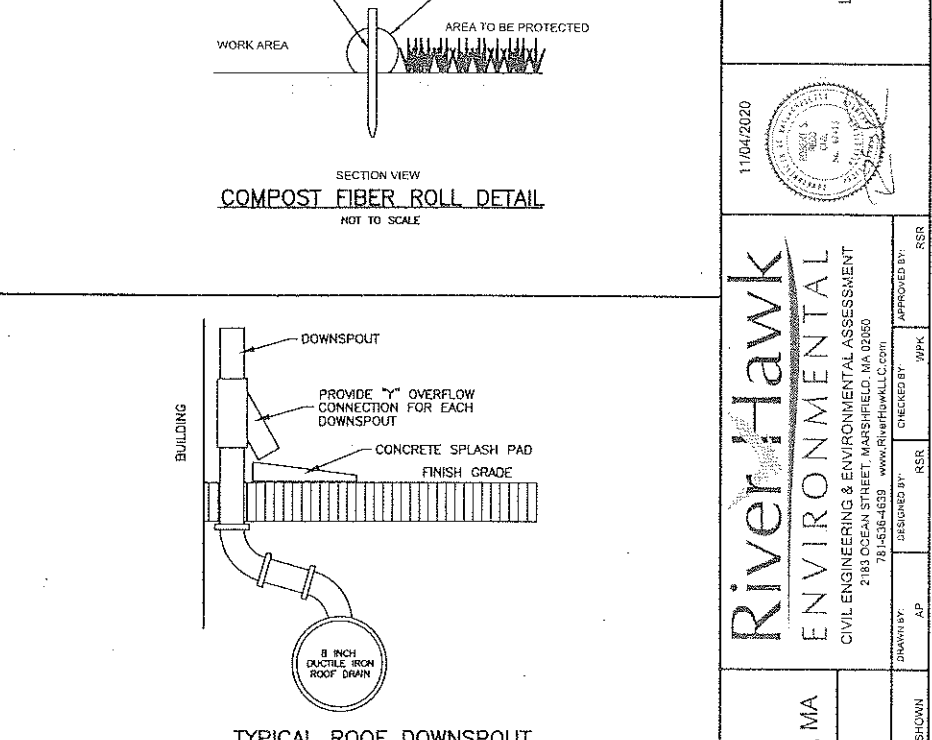 WORK AREA
AREA TO BE PROTECTED
SECTION VIEW
COMPOST FIBER ROLL DETAIL
NOT TO SCALE
DOWNSPOUT
PROVIDE "Y" OVERFLOW
CONNECTION FOR EACH
DOWNSPOUT
BUILDING
CONCRETE SPLASH PAD
FINISH GRADE
8 INCH
DUCTILE IRON
ROOF DRAIN
TYPICAL ROOF DOWNSPOUT
11/04/2020
River Hawk
ENVIRONMENTAL
CIVIL ENGINEERING & ENVIRONMENTAL ASSESSMENT
2183 OCEAN STREET, MARSHFIELD, MA 02050
781-536-4639 www.RiverHawkLLC.com
DRAWN BY:
AP
DESIGNED BY:
RSR
CHECKED BY:
WPK
APPROVED BY:
RSR
MA
SHOWN